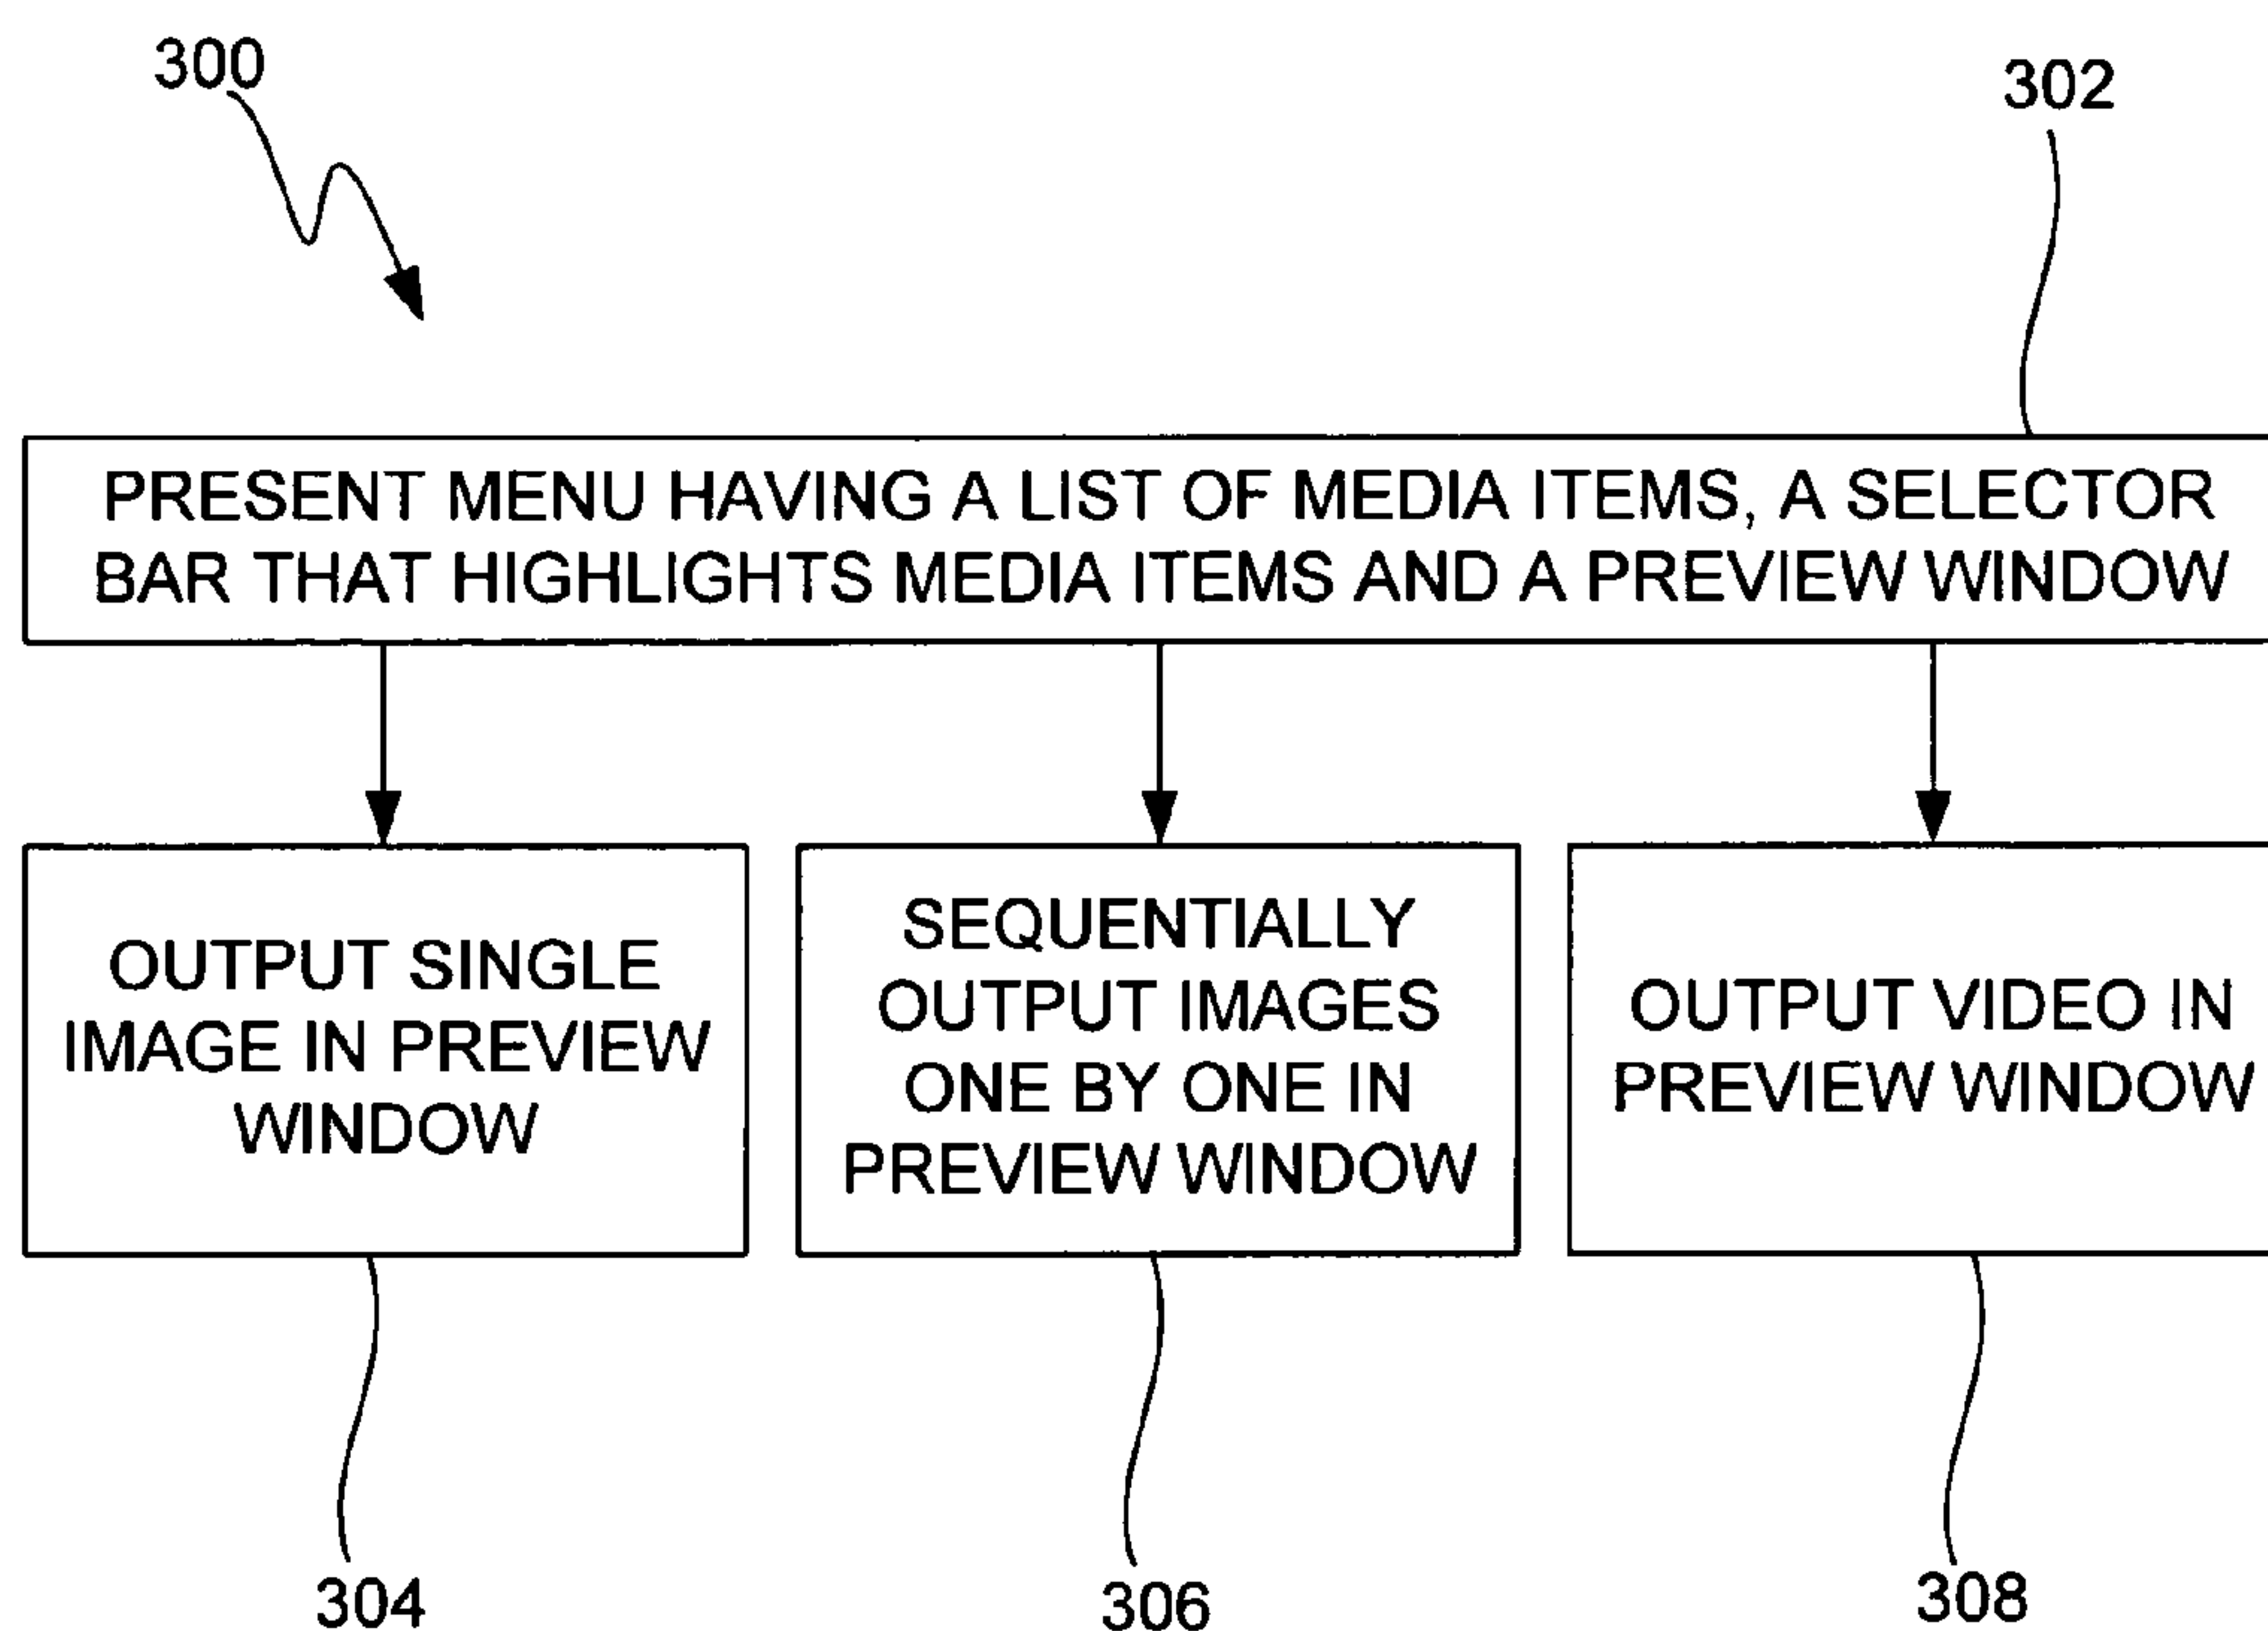 300
302
PRESENT MENU HAVING A LIST OF MEDIA ITEMS, A SELECTOR
BAR THAT HIGHLIGHTS MEDIA ITEMS AND A PREVIEW WINDOW
OUTPUT SINGLE
IMAGE IN PREVIEW
WINDOW
SEQUENTIALLY
OUTPUT IMAGES
ONE BY ONE IN
PREVIEW WINDOW
OUTPUT VIDEO IN
PREVIEW WINDOW
304
306
308